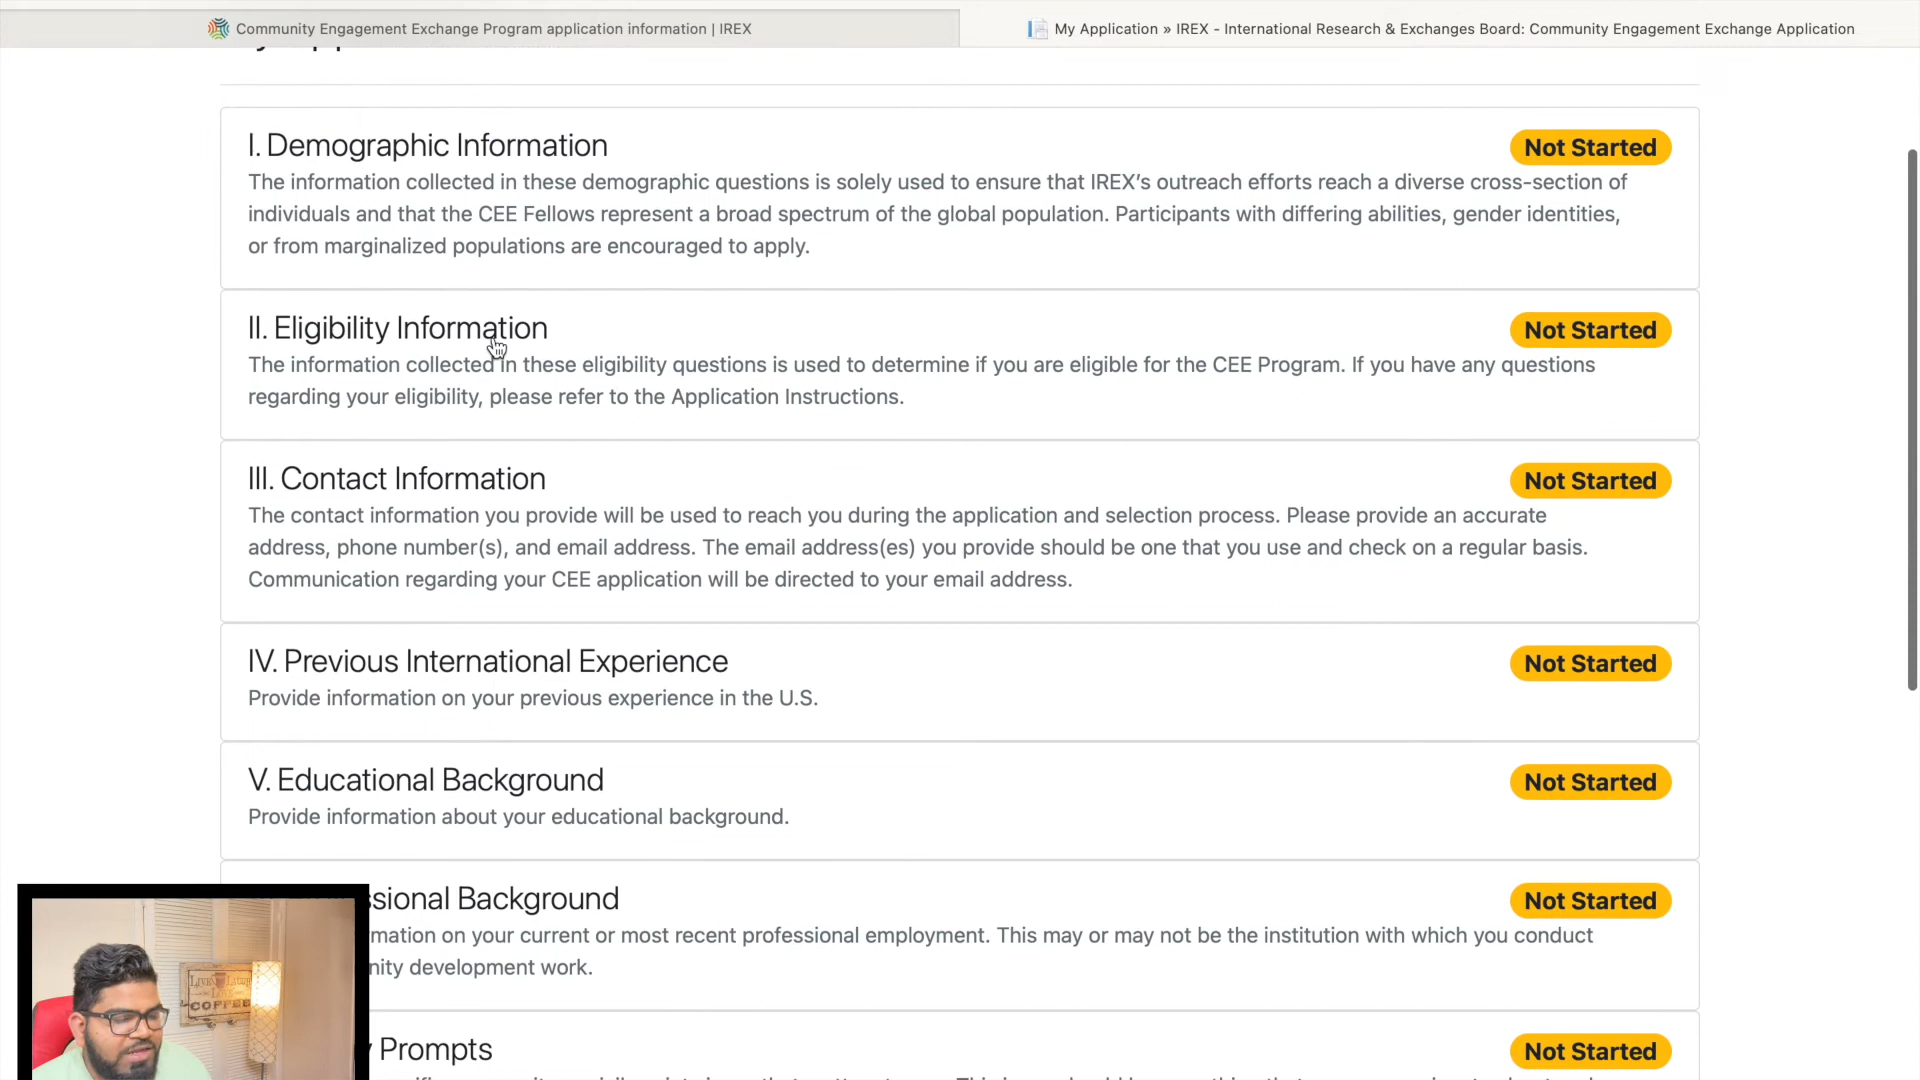 Community Engagement Exchange Program application information | IREX
My Application » IREX - International Research & Exchanges Board: Community Engagement Exchange Application
I. Demographic Information
Not Started
The information collected in these demographic questions is solely used to ensure that IREX’s outreach efforts reach a diverse cross-section of
individuals and that the CEE Fellows represent a broad spectrum of the global population. Participants with differing abilities, gender identities,
or from marginalized populations are encouraged to apply.
II. Eligibility Information
Not Started
The information collected in these eligibility questions is used to determine if you are eligible for the CEE Program. If you have any questions
regarding your eligibility, please refer to the Application Instructions.
III. Contact Information
Not Started
The contact information you provide will be used to reach you during the application and selection process. Please provide an accurate
address, phone number(s), and email address. The email address(es) you provide should be one that you use and check on a regular basis.
Communication regarding your CEE application will be directed to your email address.
IV. Previous International Experience
Not Started
Provide information on your previous experience in the U.S.
V. Educational Background
Not Started
Provide information about your educational background.
ssional Background
Not Started
mation on your current or most recent professional employment. This may or may not be the institution with which you conduct
nity development work.
Prompts
Not Started
LIVE
COFFEE